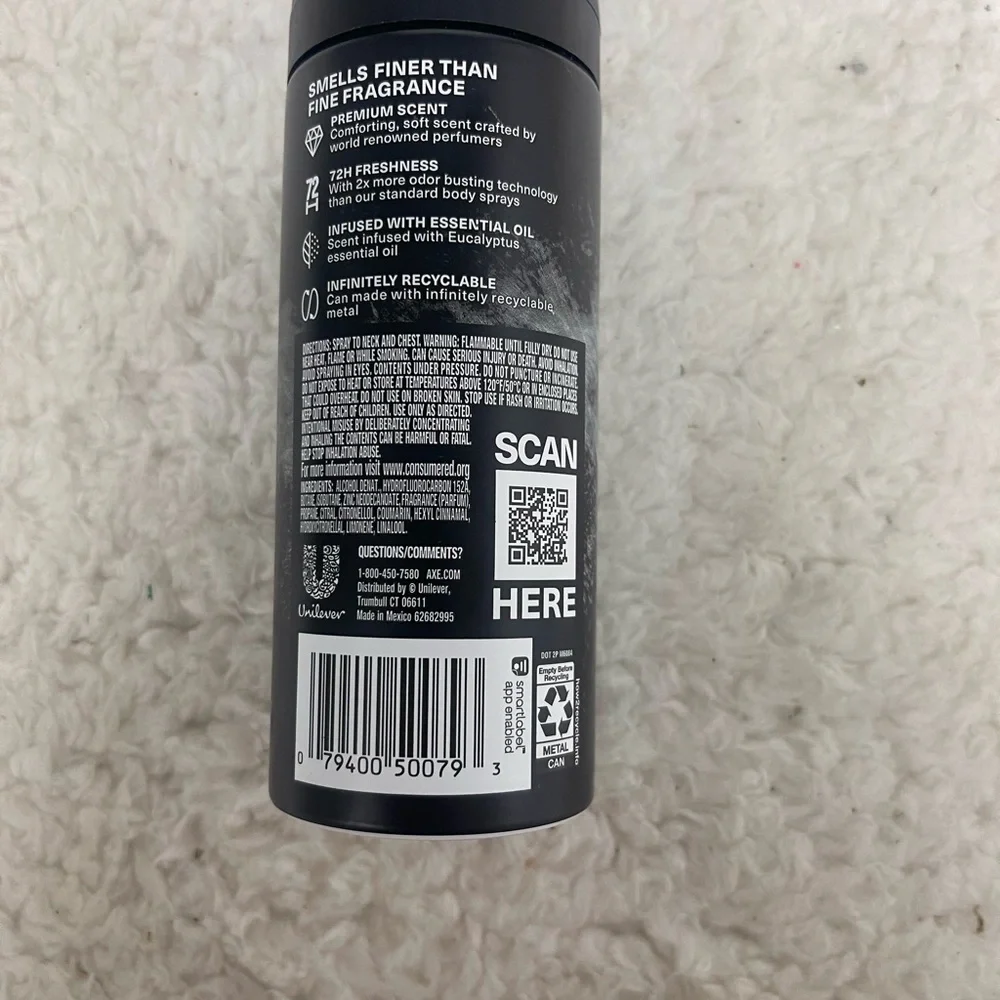 SMELLS FINER THAN
FINE FRAGRANCE
PREMIUM SCENT
Comforting, soft scent crafted by
world renowned perfumers
72H
72H FRESHNESS
With 2x more odor busting technology
than our standard body sprays
INFUSED WITH ESSENTIAL OIL
Scent infused with Eucalyptus
essential oil
INFINITELY RECYCLABLE
Can made with infinitely recyclable
metal
DIRECTIONS: SPRAY TO NECK AND CHEST. WARNING: FLAMMABLE UNTIL FULLY DRY. DO NOT USE
NEAR HEAT, FLAME OR WHILE SMOKING. CAN CAUSE SERIOUS INJURY OR DEATH. AVOID INHALATION.
AVOID SPRAYING IN EYES. CONTENTS UNDER PRESSURE. DO NOT PUNCTURE OR INCINERATE.
DO NOT EXPOSE TO HEAT OR STORE AT TEMPERATURES ABOVE 120°F/50°C OR IN ENCLOSED PLACES
THAT COULD OVERHEAT. DO NOT USE ON BROKEN SKIN. STOP USE IF RASH OR IRRITATION OCCURS.
KEEP OUT OF REACH OF CHILDREN. USE ONLY AS DIRECTED.
INTENTIONAL MISUSE BY DELIBERATELY CONCENTRATING
AND INHALING THE CONTENTS CAN BE HARMFUL OR FATAL.
HELP STOP INHALATION ABUSE.
For more information visit www.consumered.org
INGREDIENTS: ALCOHOL DENAT., HYDROFLUOROCARBON 152A,
BUTANE, ISOBUTANE, ZINC NEODECANOATE, FRAGRANCE (PARFUM),
PROPANE, CITRAL, CITRONELLOL, COUMARIN, HEXYL CINNAMAL,
HYDROXYCITRONELLAL, LIMONENE, LINALOOL.
SCAN
HERE
Unilever
QUESTIONS/COMMENTS?
1-800-450-7580 AXE.COM
Distributed by © Unilever,
Trumbull CT 06611
Made in Mexico 62682995
0 79400 50079 3
smartlabel™
app enabled
DOT 2P M6064
Empty Before
Recycling
METAL
CAN
how2recycle.info